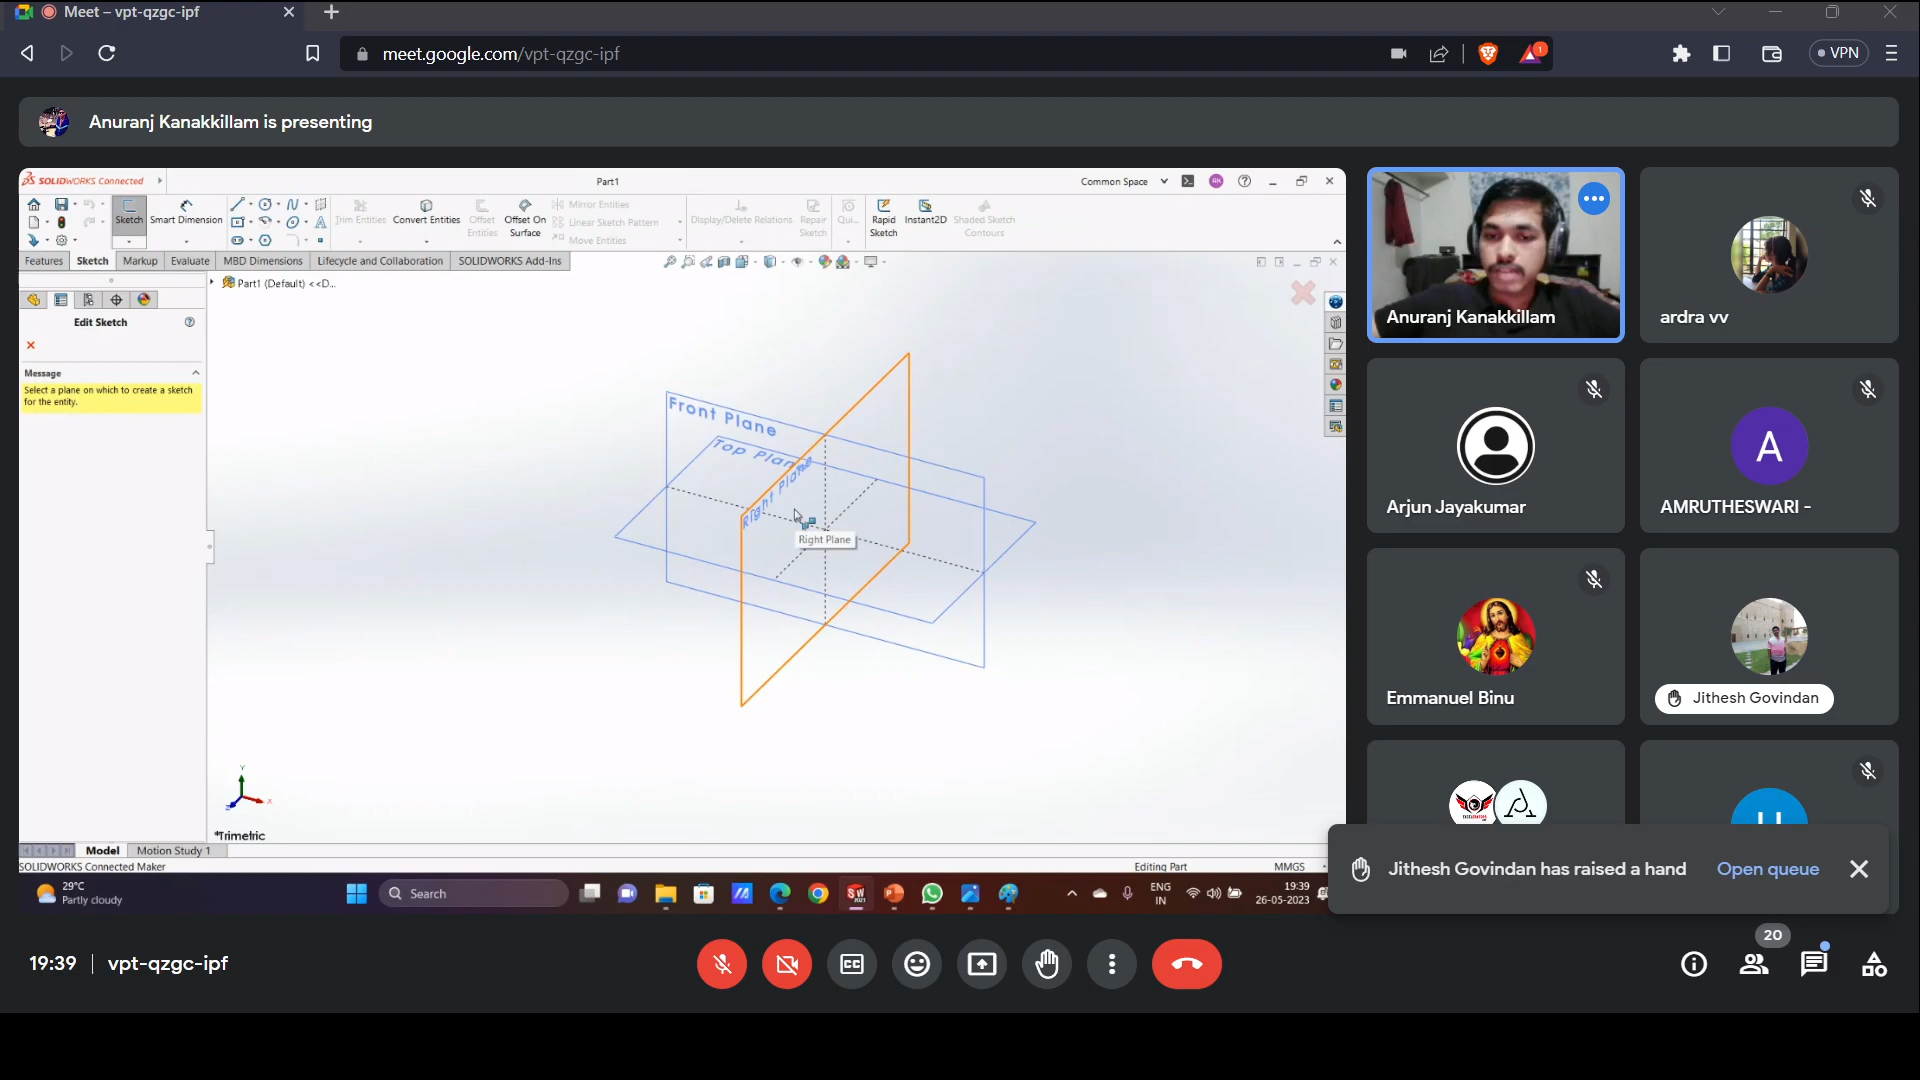 Meet – vpt-qzgc-ipf
meet.google.com/vpt-qzgc-ipf
1
VPN
Anuranj Kanakkillam is presenting
SOLIDWORKS Connected
Part1
Common Space
Sketch
Smart Dimension
Trim Entities
Convert Entities
Offset Entities
Offset On Surface
Mirror Entities
Linear Sketch Pattern
Move Entities
Display/Delete Relations
Repair Sketch
Qui...
Rapid Sketch
Instant2D
Shaded Sketch Contours
Features
Sketch
Markup
Evaluate
MBD Dimensions
Lifecycle and Collaboration
SOLIDWORKS Add-Ins
Part1 (Default) <<D...
Edit Sketch
Message
Select a plane on which to create a sketch
for the entity.
Front Plane
Top Plane
Right Plane
Right Plane
Y
X
Z
*Trimetric
Model
Motion Study 1
SOLIDWORKS Connected Maker
Editing Part
MMGS
29°C
Partly cloudy
Search
ENG
IN
19:39
26-05-2023
Anuranj Kanakkillam
ardra vv
Arjun Jayakumar
A
AMRUTHESWARI -
Emmanuel Binu
Jithesh Govendan
Jithesh Govindan has raised a hand
Open queue
19:39
vpt-qzgc-ipf
20